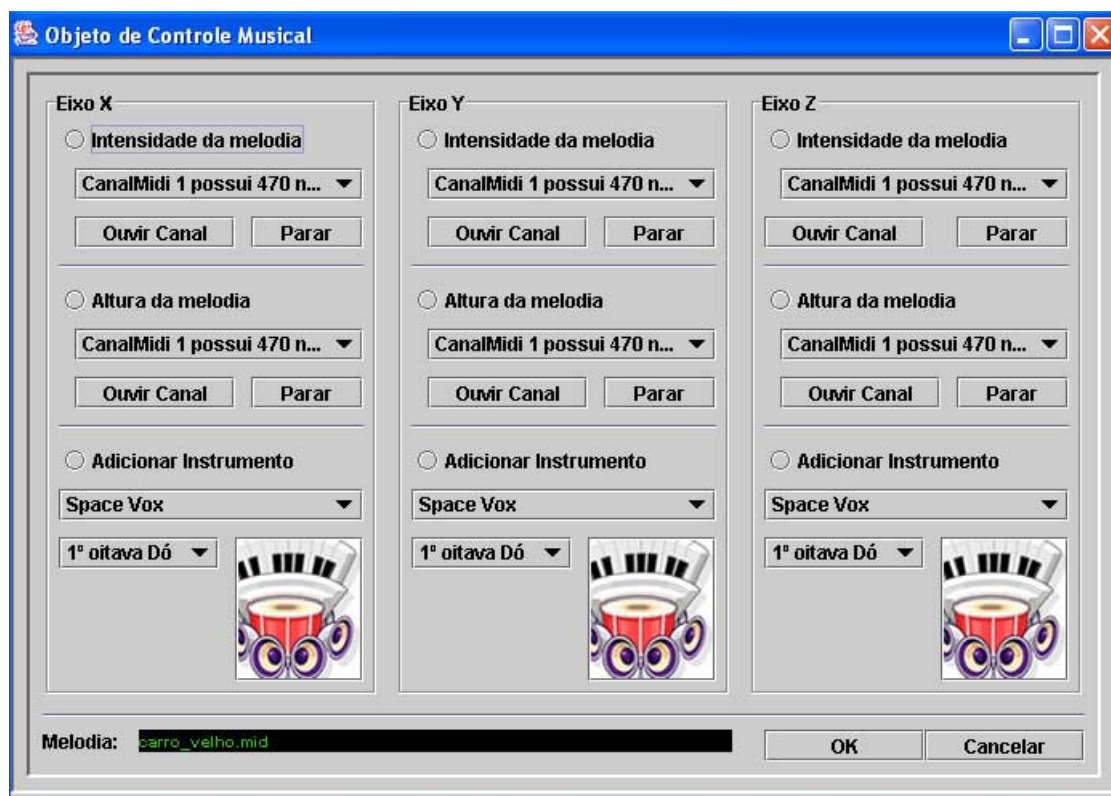 Objeto de Controle Musical
Eixo X
Intensidade da melodia
CanalMidi 1 possui 470 n...
Ouvir Canal Parar
Altura da melodia
CanalMidi 1 possui 470 n...
Ouvir Canal Parar
Adicionar Instrumento
Space Vox
1º oitava Dó
Eixo Y
Intensidade da melodia
CanalMidi 1 possui 470 n...
Ouvir Canal Parar
Altura da melodia
CanalMidi 1 possui 470 n...
Ouvir Canal Parar
Adicionar Instrumento
Space Vox
1º oitava Dó
Eixo Z
Intensidade da melodia
CanalMidi 1 possui 470 n...
Ouvir Canal Parar
Altura da melodia
CanalMidi 1 possui 470 n...
Ouvir Canal Parar
Adicionar Instrumento
Space Vox
1º oitava Dó
Melodia: carro_velho.mid OK Cancelar